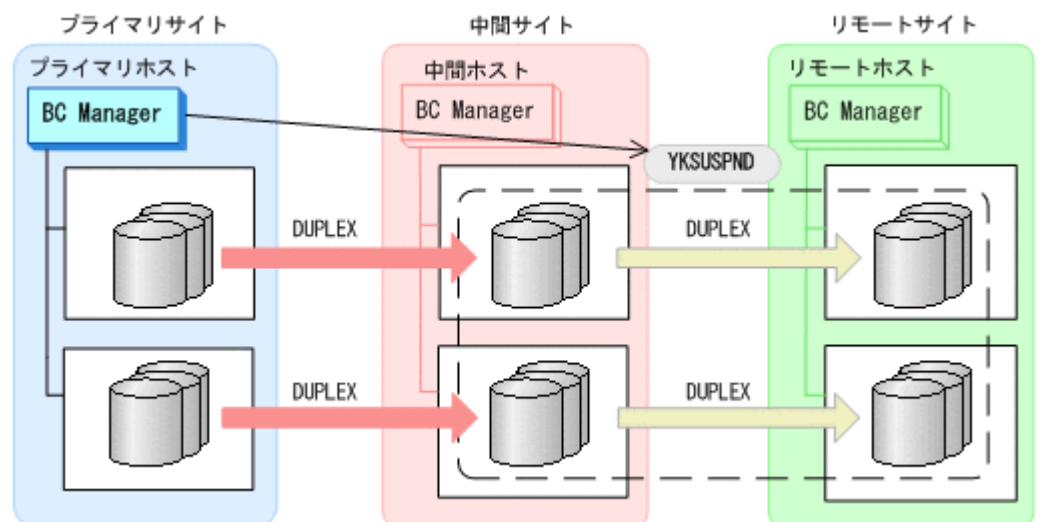 プライマリサイト
中間サイト
リモートサイト
プライマリホスト
中間ホスト
リモートホスト
BC Manager
BC Manager
BC Manager
YKSUSPND
DUPLEX
DUPLEX
DUPLEX
DUPLEX